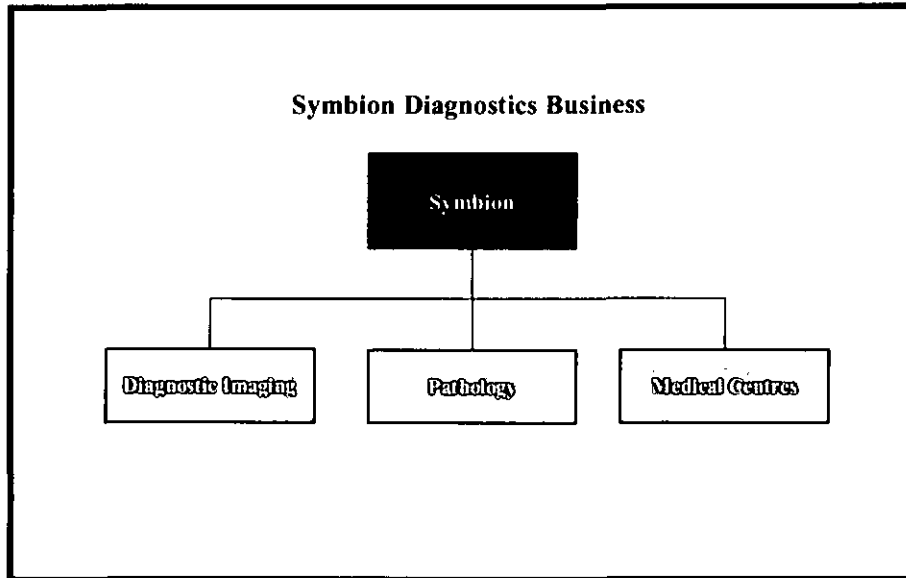 Symbion Diagnostics Business
Symbion
Diagnostic Imaging
Pathology
Medical Centres